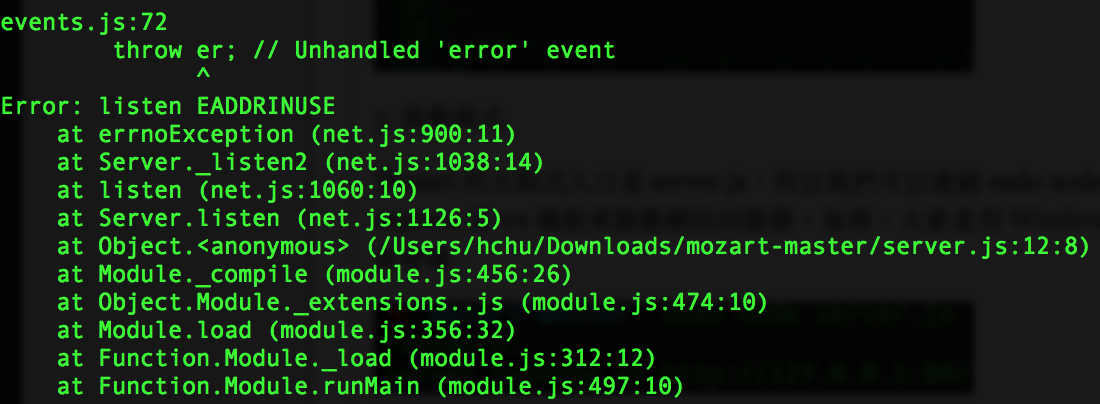 events.js:72
        throw er; // Unhandled 'error' event
              ^
Error: listen EADDRINUSE
    at errnoException (net.js:900:11)
    at Server._listen2 (net.js:1038:14)
    at listen (net.js:1060:10)
    at Server.listen (net.js:1126:5)
    at Object.<anonymous> (/Users/hchu/Downloads/mozart-master/server.js:12:8)
    at Module._compile (module.js:456:26)
    at Object.Module._extensions..js (module.js:474:10)
    at Module.load (module.js:356:32)
    at Function.Module._load (module.js:312:12)
    at Function.Module.runMain (module.js:497:10)